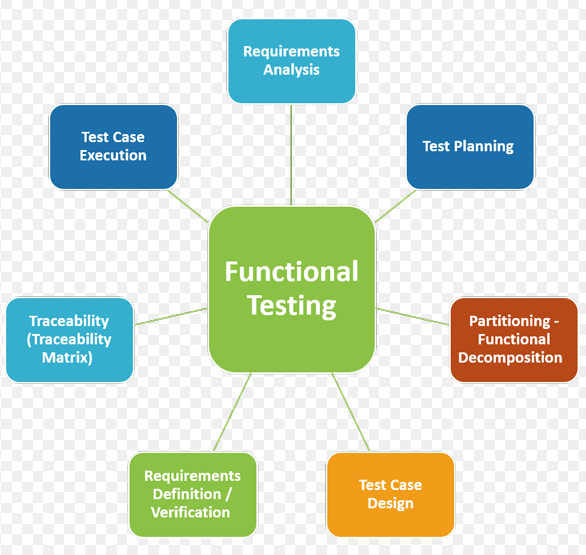 Requirements
Analysis
Test Case
Execution
Test Planning
Functional
Testing
Traceability
(Traceability
Matrix)
Partitioning -
Functional
Decomposition
Requirements
Definition /
Verification
Test Case
Design